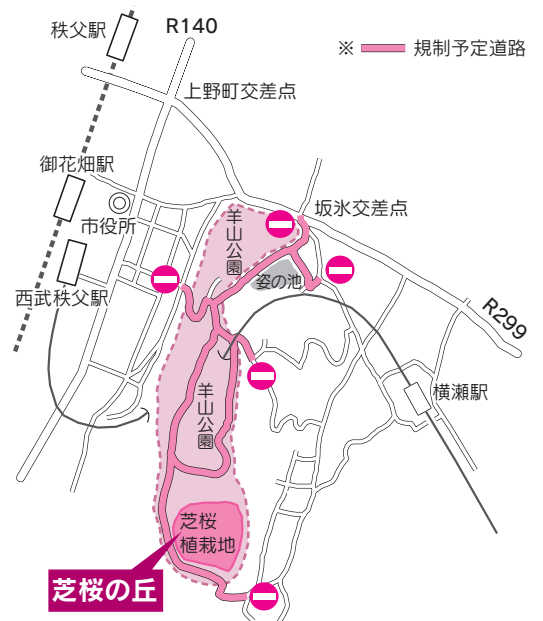 秩父駅
R140
※ 規制予定道路
上野町交差点
御花畑駅
市役所
羊山公園
坂氷交差点
姿の池
西武秩父駅
R299
羊山公園
横瀬駅
芝桜
植栽地
芝桜の丘